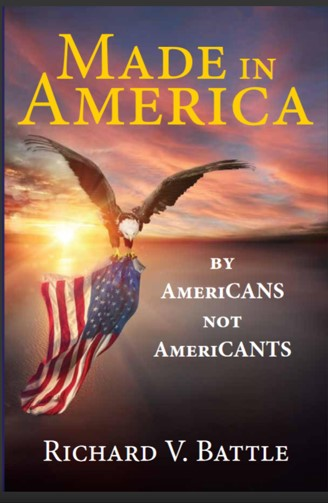 MADE IN
AMERICA
BY
AMERICANS
NOT
AMERICANTS
RICHARD V. BATTLE